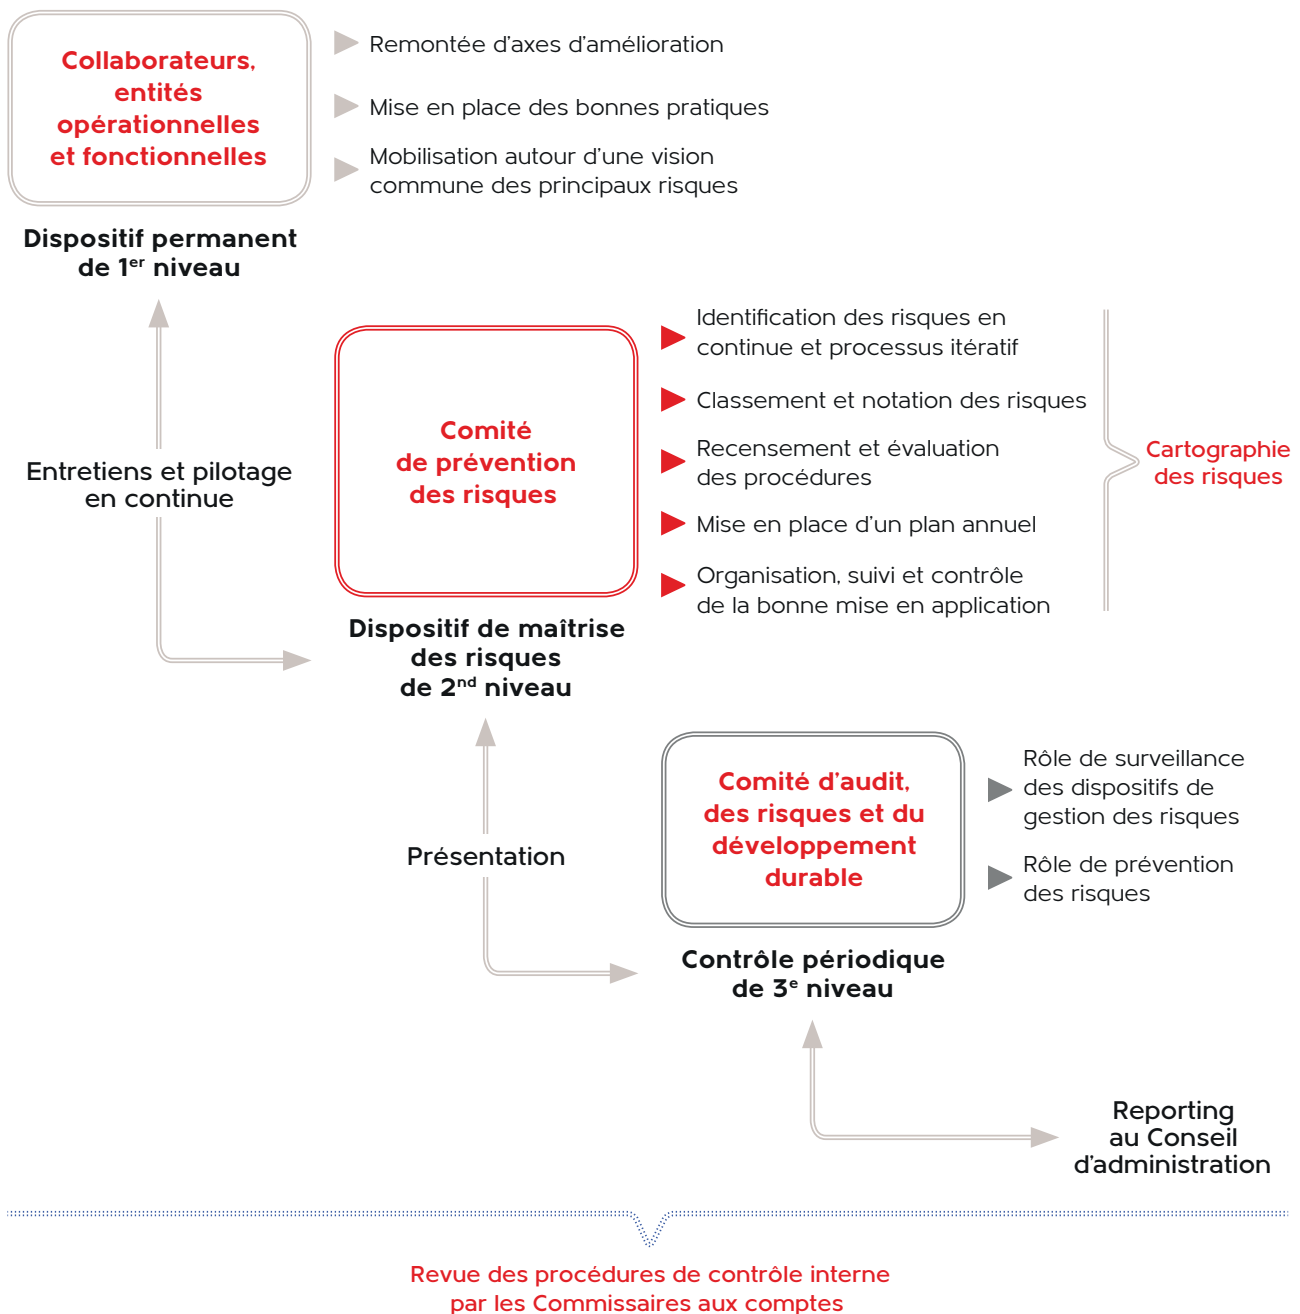 Collaborateurs,
entités
opérationnelles
et fonctionnelles
Remontée d’axes d’amélioration
Mise en place des bonnes pratiques
Mobilisation autour d’une vision
commune des principaux risques
Dispositif permanent
de 1er niveau
Entretiens et pilotage
en continue
Comité
de prévention
des risques
Identification des risques en
continue et processus itératif
Classement et notation des risques
Recensement et évaluation
des procédures
Mise en place d’un plan annuel
Organisation, suivi et contrôle
de la bonne mise en application
Cartographie
des risques
Dispositif de maîtrise
des risques
de 2nd niveau
Présentation
Comité d’audit,
des risques et du
développement
durable
Rôle de surveillance
des dispositifs de
gestion des risques
Rôle de prévention
des risques
Contrôle périodique
de 3e niveau
Reporting
au Conseil
d’administration
Revue des procédures de contrôle interne
par les Commissaires aux comptes